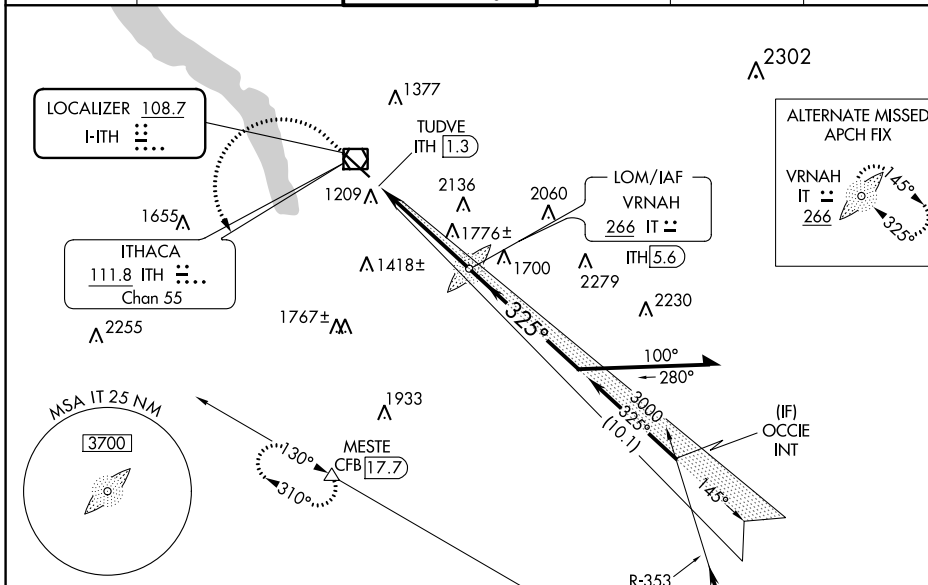 2302
1377
LOCALIZER 108.7
I-ITH
TUDVE
ITH 1.3
ALTERNATE MISSED
APCH FIX
VRNAH
IT
266
145°
325°
1209
2136
2060
LOM/IAF
VRNAH
266 IT
ITH 5.6
1655
1776±
1700
ITHACA
111.8 ITH
Chan 55
1418±
2279
2230
2255
1767±
325°
100°
280°
MSA IT 25 NM
3700
1933
3000
325°
(10.1)
(IF)
OCCIE
INT
MESTE
CFB 17.7
130°
310°
145°
R-353